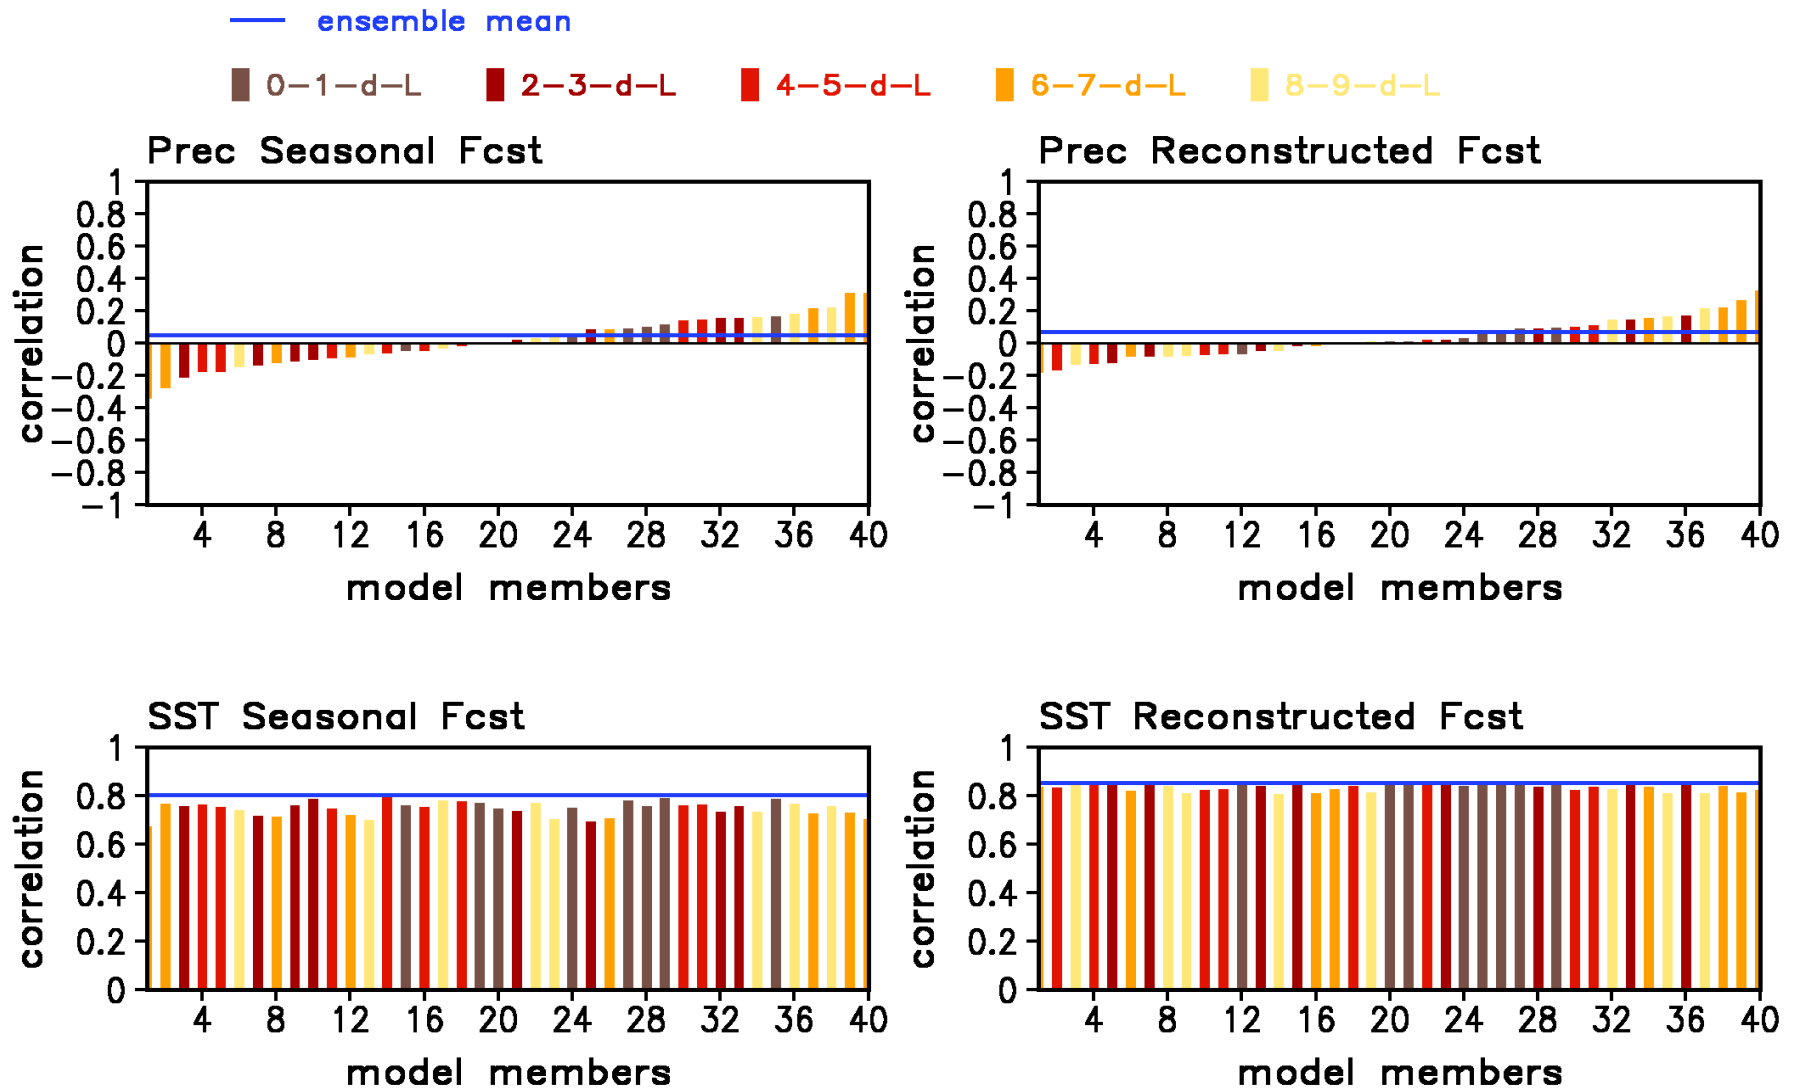 ensemble mean
0-1-d-L 2-3-d-L 4-5-d-L 6-7-d-L 8-9-d-L
Prec Seasonal Fcst
1
0.8
0.6
0.4
0.2
0
-0.2
-0.4
-0.6
-0.8
-1
correlation
4 8 12 16 20 24 28 32 36 40
model members
Prec Reconstructed Fcst
1
0.8
0.6
0.4
0.2
0
-0.2
-0.4
-0.6
-0.8
-1
correlation
4 8 12 16 20 24 28 32 36 40
model members
SST Seasonal Fcst
1
0.8
0.6
0.4
0.2
0
correlation
4 8 12 16 20 24 28 32 36 40
model members
SST Reconstructed Fcst
1
0.8
0.6
0.4
0.2
0
correlation
4 8 12 16 20 24 28 32 36 40
model members